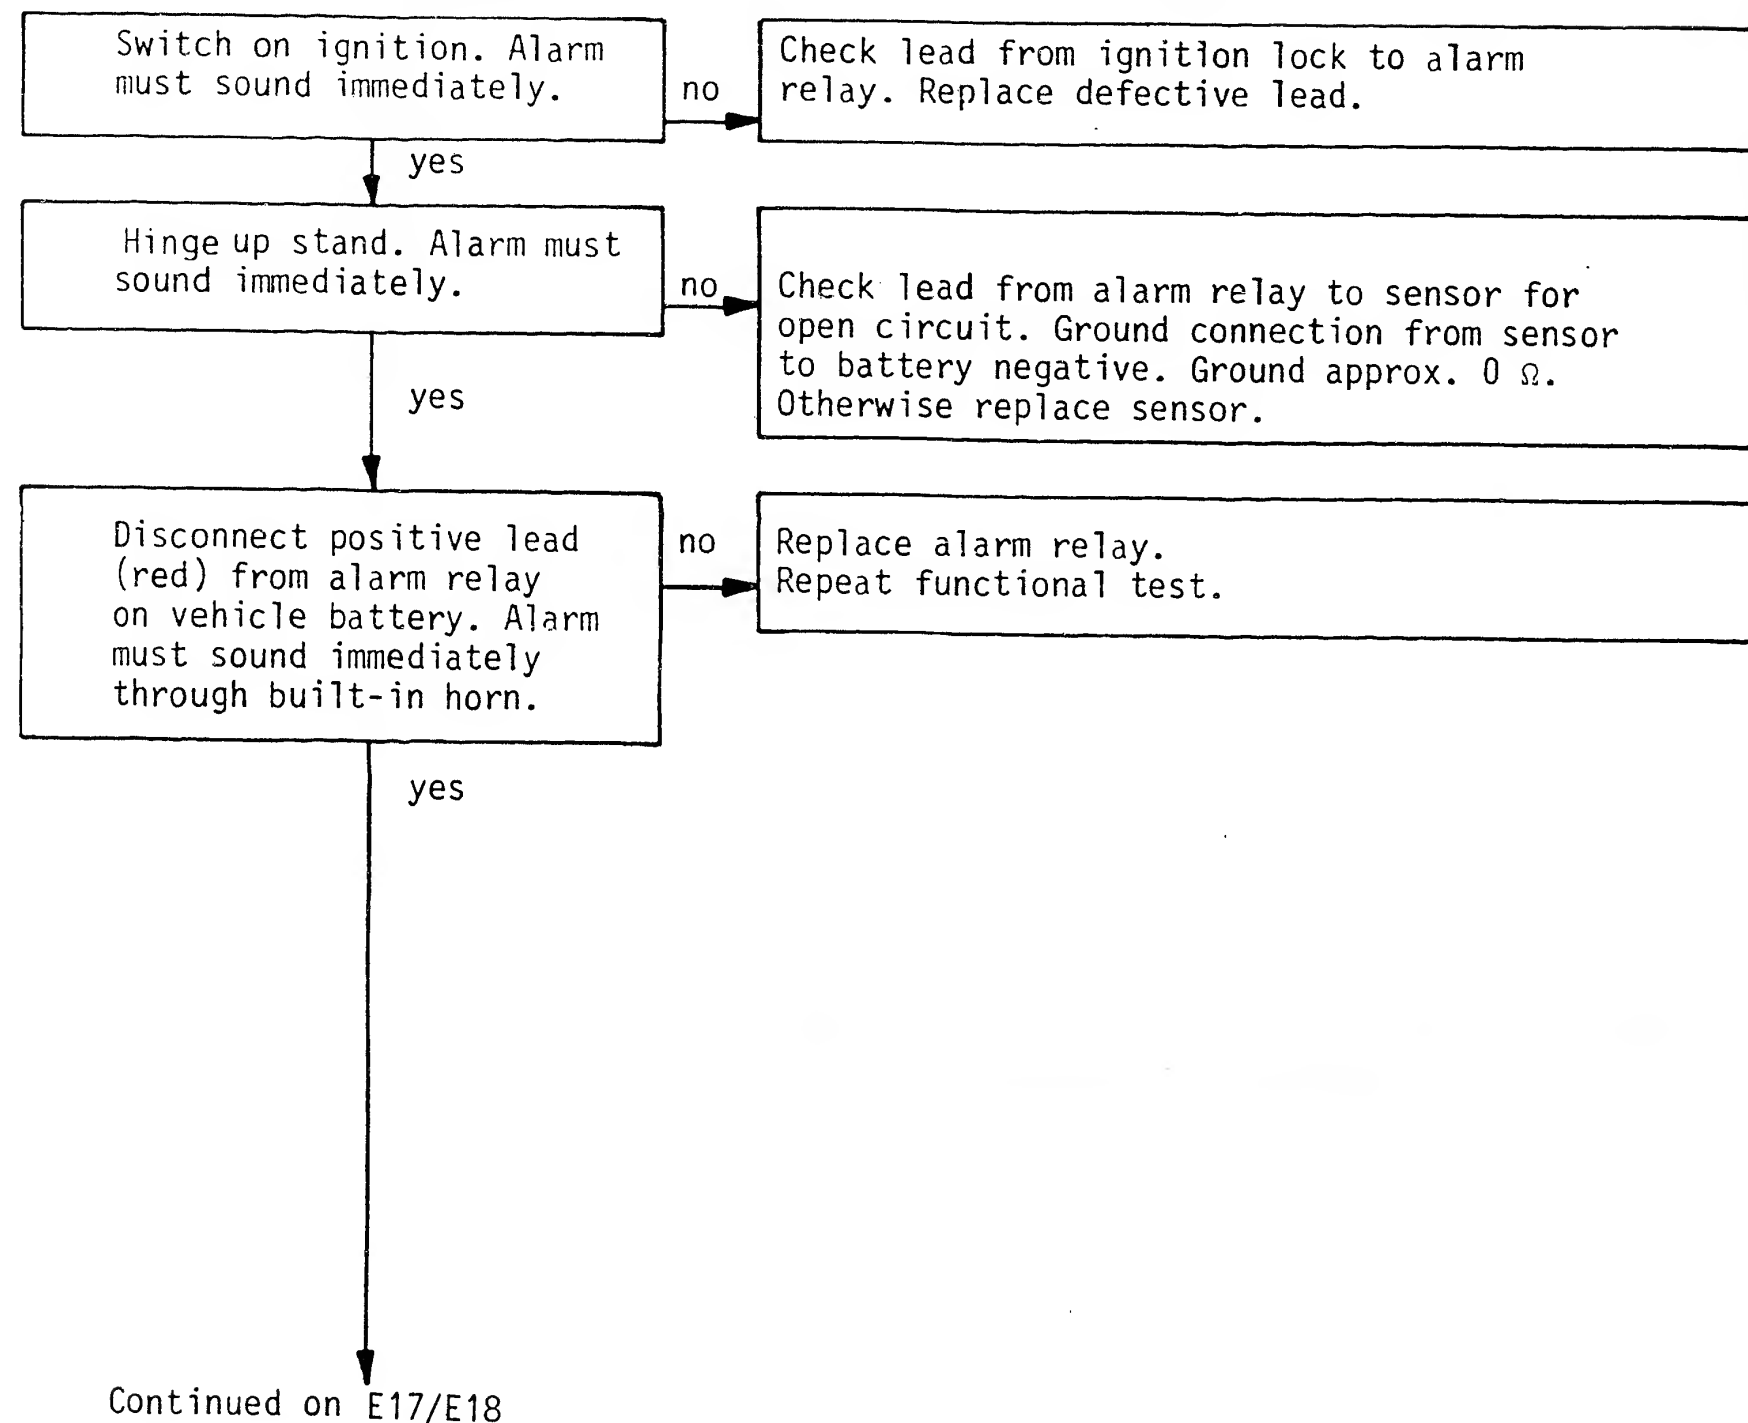 Switch on ignition. Alarm
must sound immediately.
no
Check lead from ignition lock to alarm
relay. Replace defective lead.
yes
Hinge up stand. Alarm must
sound immediately.
no
Check lead from alarm relay to sensor for
open circuit. Ground connection from sensor
to battery negative. Ground approx. 0 Ω.
Otherwise replace sensor.
yes
Disconnect positive lead
(red) from alarm relay
on vehicle battery. Alarm
must sound immediately
through built-in horn.
no
Replace alarm relay.
Repeat functional test.
yes
Continued on E17/E18